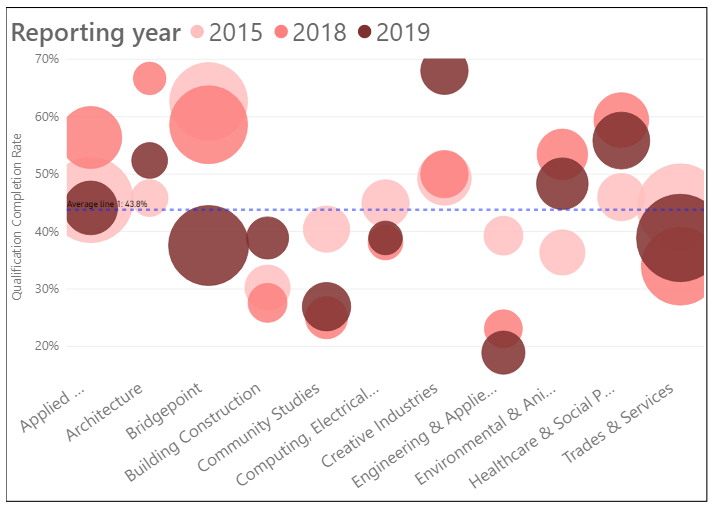 Reporting year 2015 2018 2019
Qualification Completion Rate
70%
60%
50%
Average line 1: 43.8%
40%
30%
20%
Applied ...
Architecture
Bridgepoint
Building Construction
Community Studies
Computing, Electrical...
Creative Industries
Engineering & Applie...
Environmental & Ani...
Healthcare & Social P...
Trades & Services